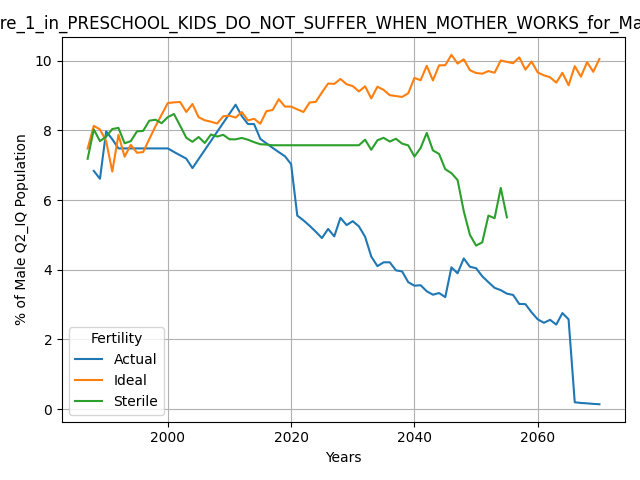 re_1_in_PRESCHOOL_KIDS_DO_NOT_SUFFER_WHEN_MOTHER_WORKS_for_Ma
% of Male Q2_IQ Population
10
8
6
4
2
0
Fertility
Actual
Ideal
Sterile
2000
2020
2040
2060
Years